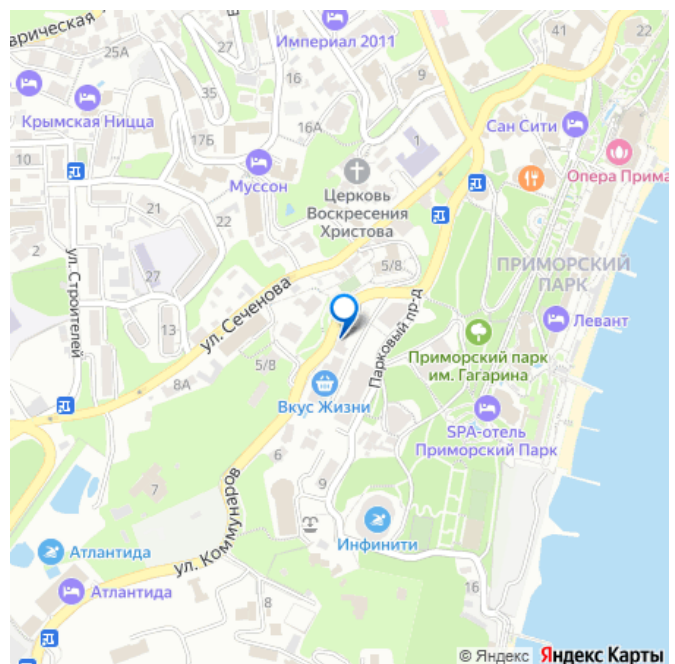 врическая
25А
27
Империал 2011
41
22
35
16
9
Крымская Ницца
16А
17Б
1
Сан Сити
10
Муссон
Опера Прима
Церковь
Воскресения
Христова
21
22
2
5/8
ПРИМОРСКИЙ
ПАРК
27
ул. Строителей
ул. Сеченова
13
Парковый пр-д
Левант
5/8
Приморский парк
им. Гагарина
8А
Вкус Жизни
SPA-отель
Приморский Парк
6
7
9
ул. Коммунаров
Инфинити
Атлантида
Атлантида
8
16
© Яндекс Яндекс Карты